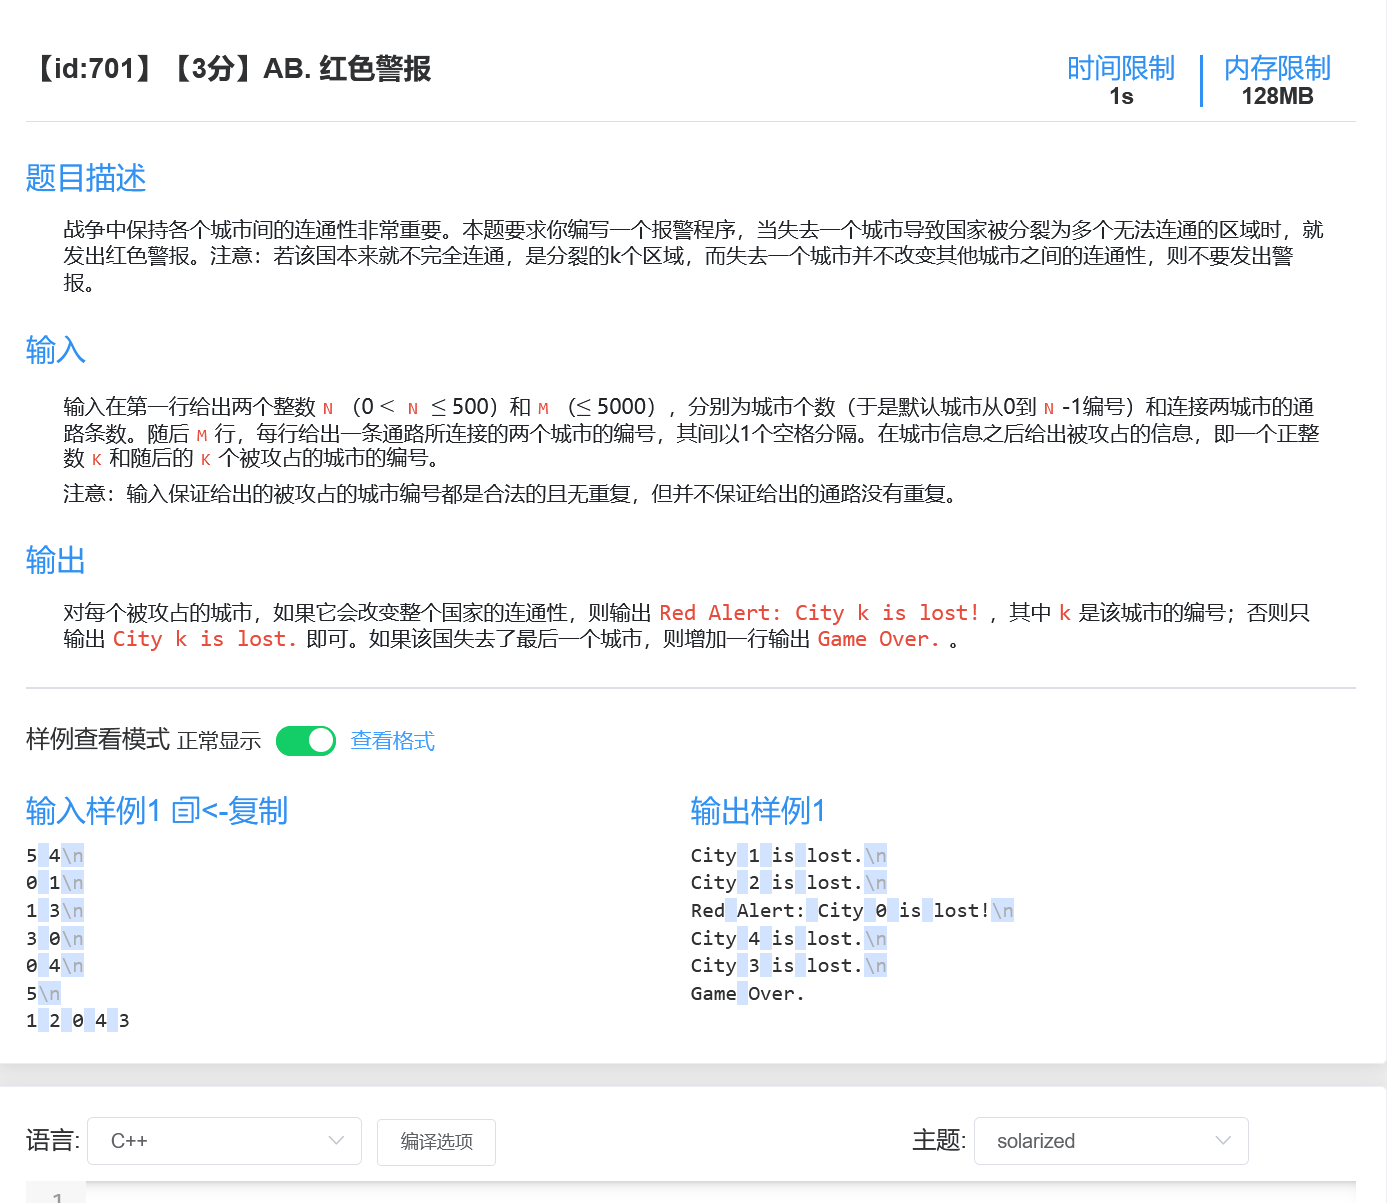 【id:701】【3分】AB. 红色警报
时间限制
1s
内存限制
128MB
题目描述
战争中保持各个城市间的连通性非常重要。本题要求你编写一个报警程序，当失去一个城市导致国家被分裂为多个无法连通的区域时，就
发出红色警报。注意：若该国本来就不完全连通，是分裂的k个区域，而失去一个城市并不改变其他城市之间的连通性，则不要发出警
报。
输入
输入在第一行给出两个整数 N （0 < N ≤ 500）和 M （≤ 5000），分别为城市个数（于是默认城市从0到 N -1编号）和连接两城市的通
路条数。随后 M 行，每行给出一条通路所连接的两个城市的编号，其间以1个空格分隔。在城市信息之后给出被攻占的信息，即一个正整
数 K 和随后的 K 个被攻占的城市的编号。
注意：输入保证给出的被攻占的城市编号都是合法的且无重复，但并不保证给出的通路没有重复。
输出
对每个被攻占的城市，如果它会改变整个国家的连通性，则输出 Red Alert: City k is lost! ，其中 k 是该城市的编号；否则只
输出 City k is lost. 即可。如果该国失去了最后一个城市，则增加一行输出 Game Over. 。
样例查看模式 正常显示 查看格式
输入样例1 <-复制
5 4\n
0 1\n
1 3\n
3 0\n
0 4\n
5\n
1 2 0 4 3
输出样例1
City 1 is lost.\n
City 2 is lost.\n
Red Alert: City 0 is lost!\n
City 4 is lost.\n
City 3 is lost.\n
Game Over.
语言: C++ 编译选项 主题: solarized
1